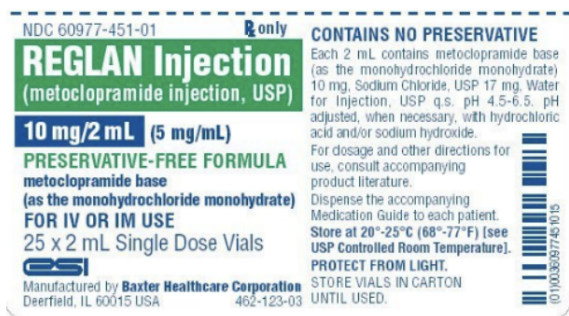 NDC 60977-451-01
Rx only
REGLAN Injection
(metoclopramide injection, USP)
10 mg/2 mL (5 mg/mL)
PRESERVATIVE-FREE FORMULA
metoclopramide base
(as the monohydrochloride monohydrate)
FOR IV OR IM USE
25 x 2 mL Single Dose Vials
esi
Manufactured by Baxter Healthcare Corporation
Deerfield, IL 60015 USA 462-123-03
CONTAINS NO PRESERVATIVE
Each 2 mL contains metoclopramide base
(as the monohydrochloride monohydrate)
10 mg, Sodium Chloride, USP 17 mg, Water
for Injection, USP q.s. pH 4.5-6.5. pH
adjusted, when necessary, with hydrochloric
acid and/or sodium hydroxide.
For dosage and other directions for
use, consult accompanying
product literature.
Dispense the accompanying
Medication Guide to each patient.
Store at 20°-25°C (68°-77°F) [see
USP Controlled Room Temperature].
PROTECT FROM LIGHT.
STORE VIALS IN CARTON
UNTIL USED.
(01)00360977451015